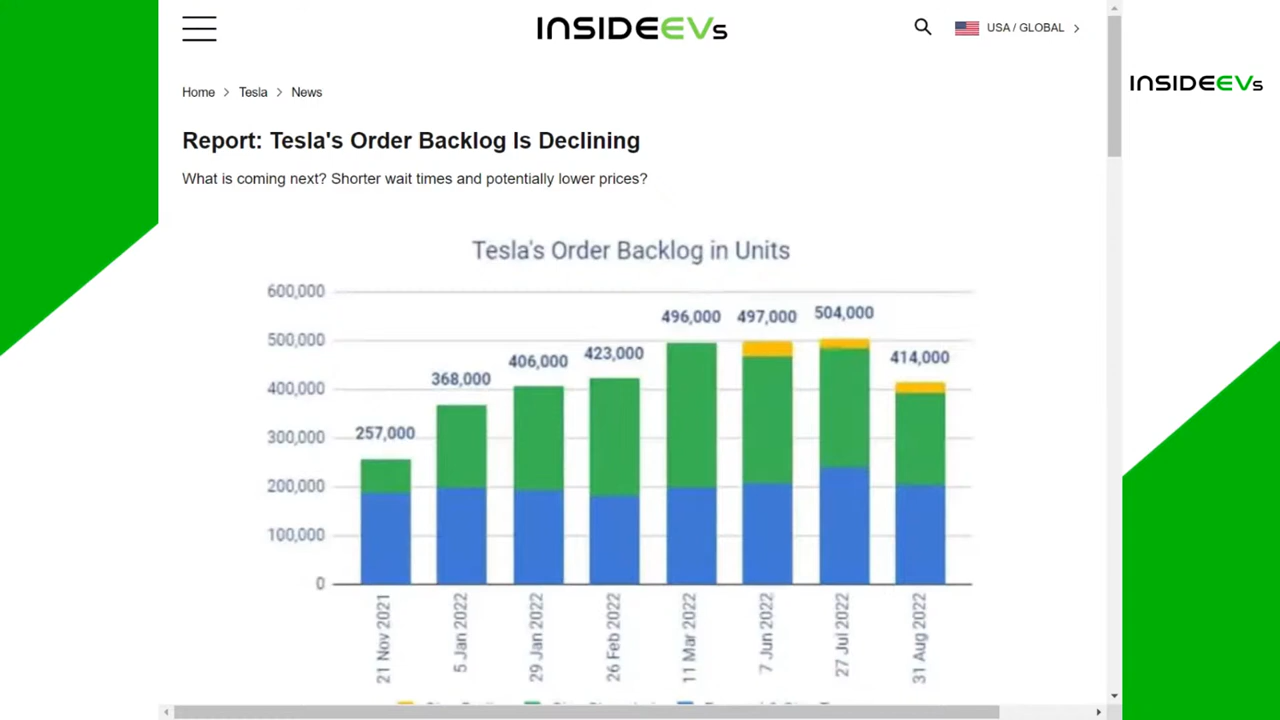 INSIDEEVs
USA / GLOBAL
INSIDEEVs
Home > Tesla > News
Report: Tesla's Order Backlog Is Declining
What is coming next? Shorter wait times and potentially lower prices?
Tesla's Order Backlog in Units
600,000
500,000
400,000
300,000
200,000
100,000
0
257,000
368,000
406,000
423,000
496,000
497,000
504,000
414,000
21 Nov 2021
5 Jan 2022
29 Jan 2022
26 Feb 2022
11 Mar 2022
7 Jun 2022
27 Jul 2022
31 Aug 2022